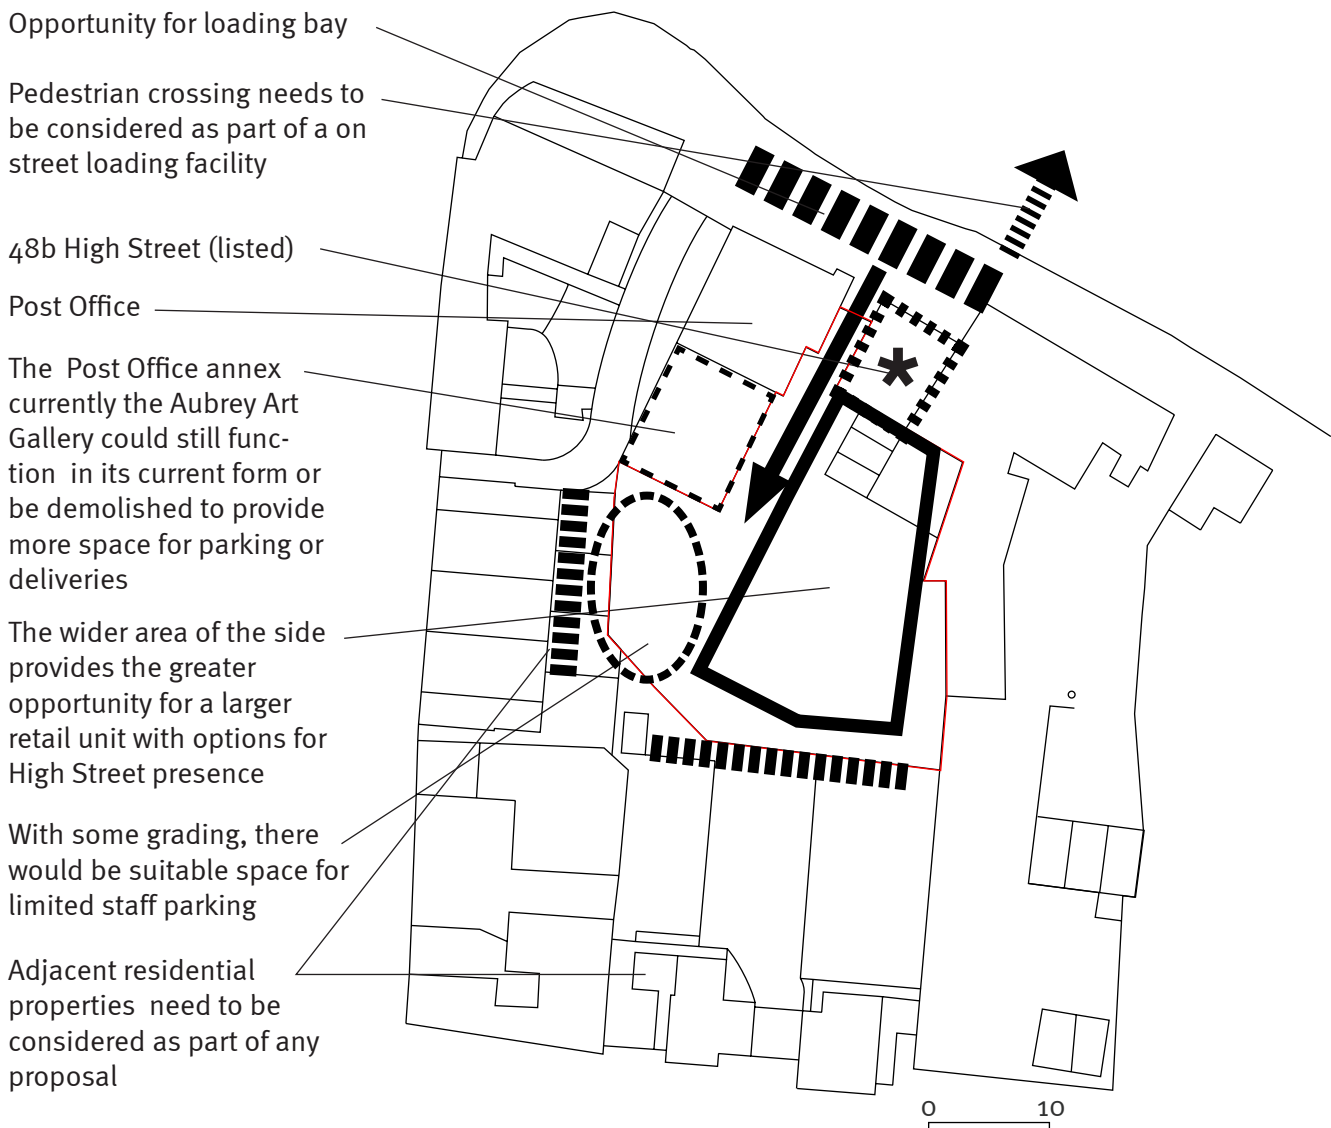 Opportunity for loading bay
Pedestrian crossing needs to
be considered as part of a on
street loading facility
48b High Street (listed)
Post Office
The  Post Office annex
currently the Aubrey Art
Gallery could still func-
tion  in its current form or
be demolished to provide
more space for parking or
deliveries
The wider area of the side
provides the greater
opportunity for a larger
retail unit with options for
High Street presence
With some grading, there
would be suitable space for
limited staff parking
Adjacent residential
properties  need to be
considered as part of any
proposal
*
0 10